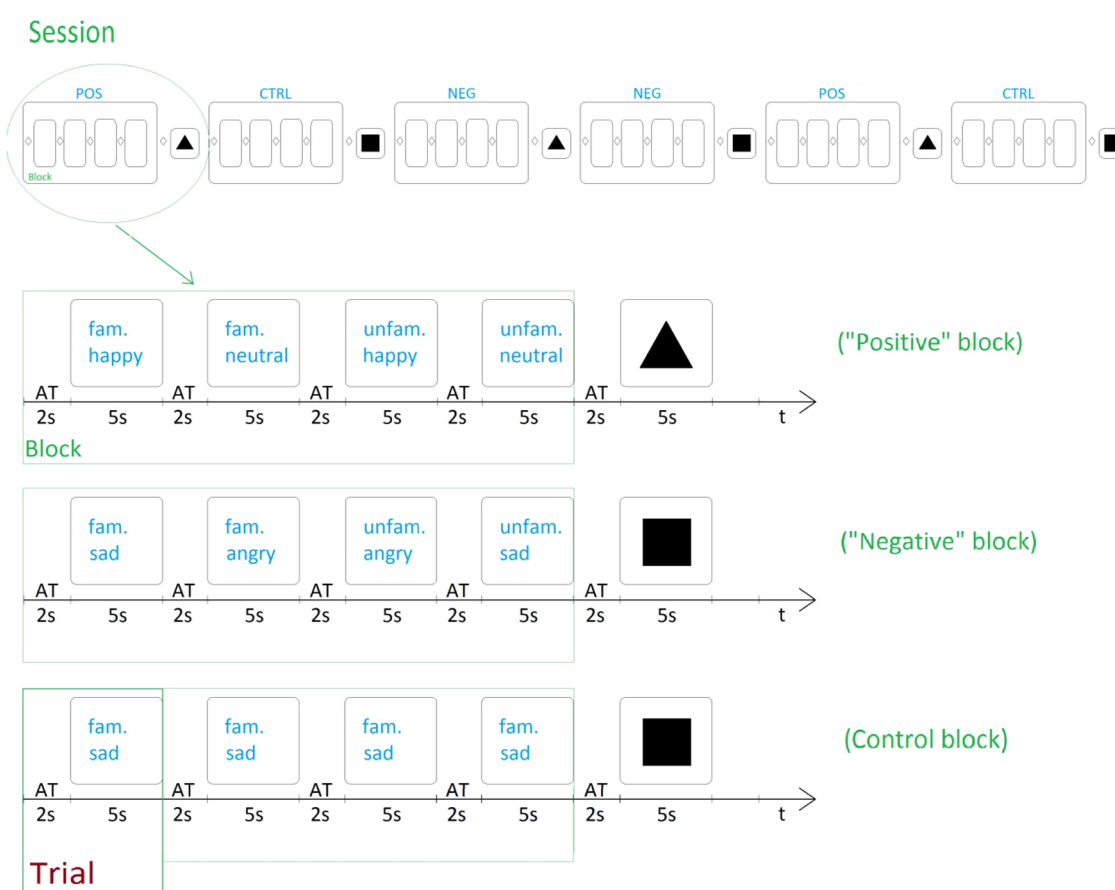 Session
POS CTRL NEG NEG POS CTRL
Block
fam. fam. unfam. unfam.
happy neutral happy neutral
("Positive" block)
AT AT AT AT AT
2s 5s 2s 5s 2s 5s 2s 5s 2s 5s t
Block
fam. fam. unfam. unfam.
sad angry angry sad
("Negative" block)
AT AT AT AT AT
2s 5s 2s 5s 2s 5s 2s 5s 2s 5s t
fam. fam. fam. fam.
sad sad sad sad
(Control block)
AT AT AT AT AT
2s 5s 2s 5s 2s 5s 2s 5s 2s 5s t
Trial